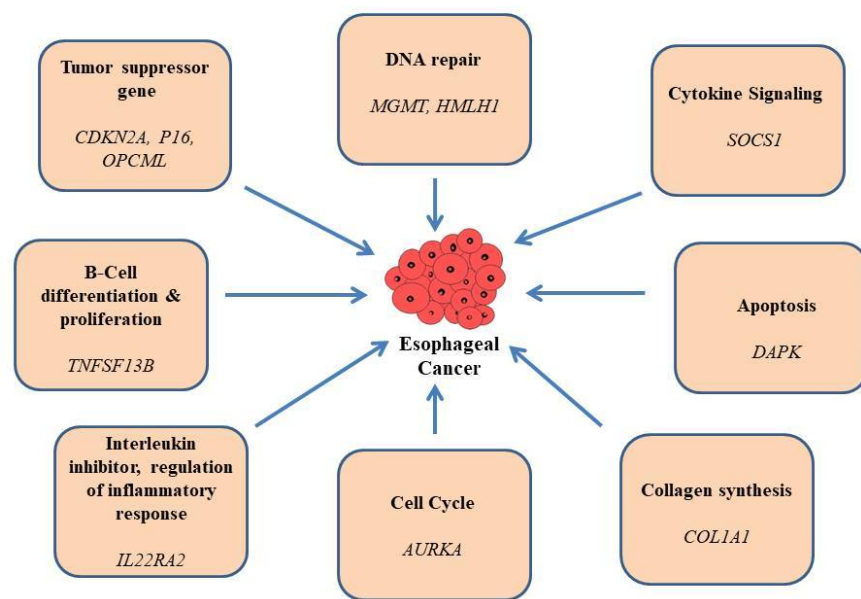 Tumor suppressor
gene
CDKN2A, P16,
OPCML
DNA repair
MGMT, HMLH1
Cytokine Signaling
SOCS1
B-Cell
differentiation &
proliferation
TNFSF13B
Esophageal
Cancer
Apoptosis
DAPK
Interleukin
inhibitor, regulation
of inflammatory
response
IL22RA2
Cell Cycle
AURKA
Collagen synthesis
COL1A1